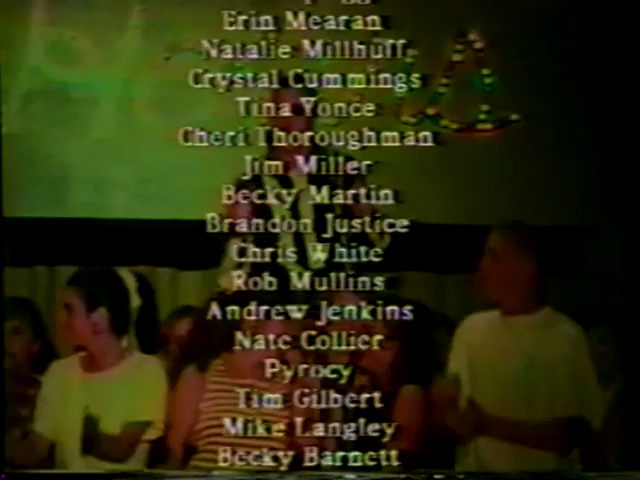 Erin Mearan
Natalie Millhuff
Crystal Cummings
Tina Yonce
Cheri Thoroughman
Jim Miller
Becky Martin
Brandon Justice
Chris White
Rob Mullins
Andrew Jenkins
Nate Collier
Pyrocy
Tim Gilbert
Mike Langley
Becky Barnett